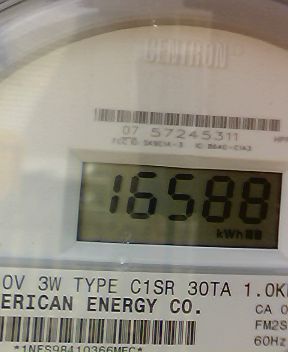 CENTRON
07 57245311
16588
kWh
0V 3W TYPE C1SR 30TA 1.0K
ERICAN ENERGY CO.
CA 0
FM2S
60Hz